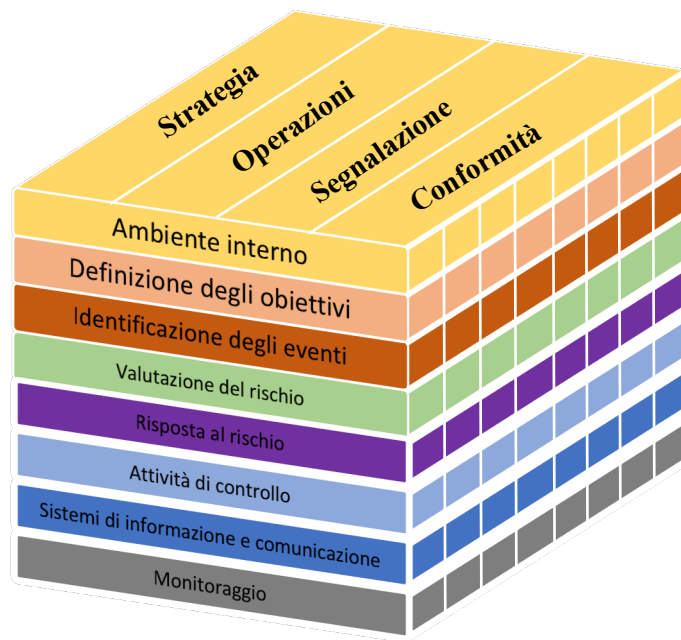 Strategia
Operazioni
Segnalazione
Conformità
Ambiente interno
Definizione degli obiettivi
Identificazione degli eventi
Valutazione del rischio
Risposta al rischio
Attività di controllo
Sistemi di informazione e comunicazione
Monitoraggio